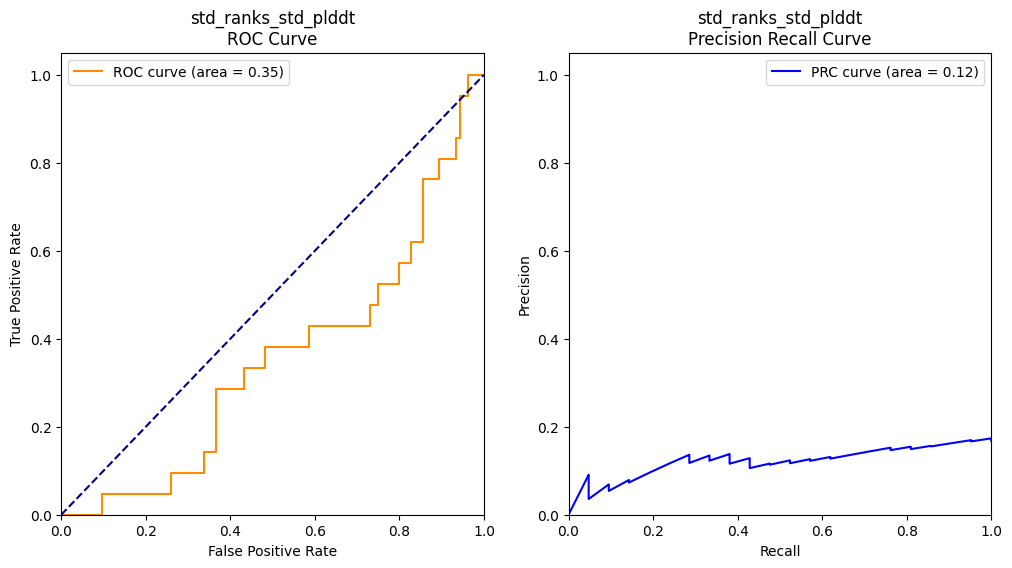 std_ranks_std_plddt
ROC Curve
ROC curve (area = 0.35)
True Positive Rate
1.0
0.8
0.6
0.4
0.2
0.0
0.0 0.2 0.4 0.6 0.8 1.0
False Positive Rate
std_ranks_std_plddt
Precision Recall Curve
PRC curve (area = 0.12)
Precision
1.0
0.8
0.6
0.4
0.2
0.0
0.0 0.2 0.4 0.6 0.8 1.0
Recall